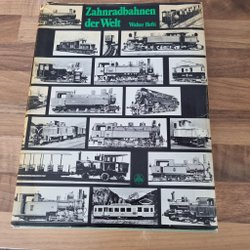 Zahnradbahnen
der Welt
Walter Hefti